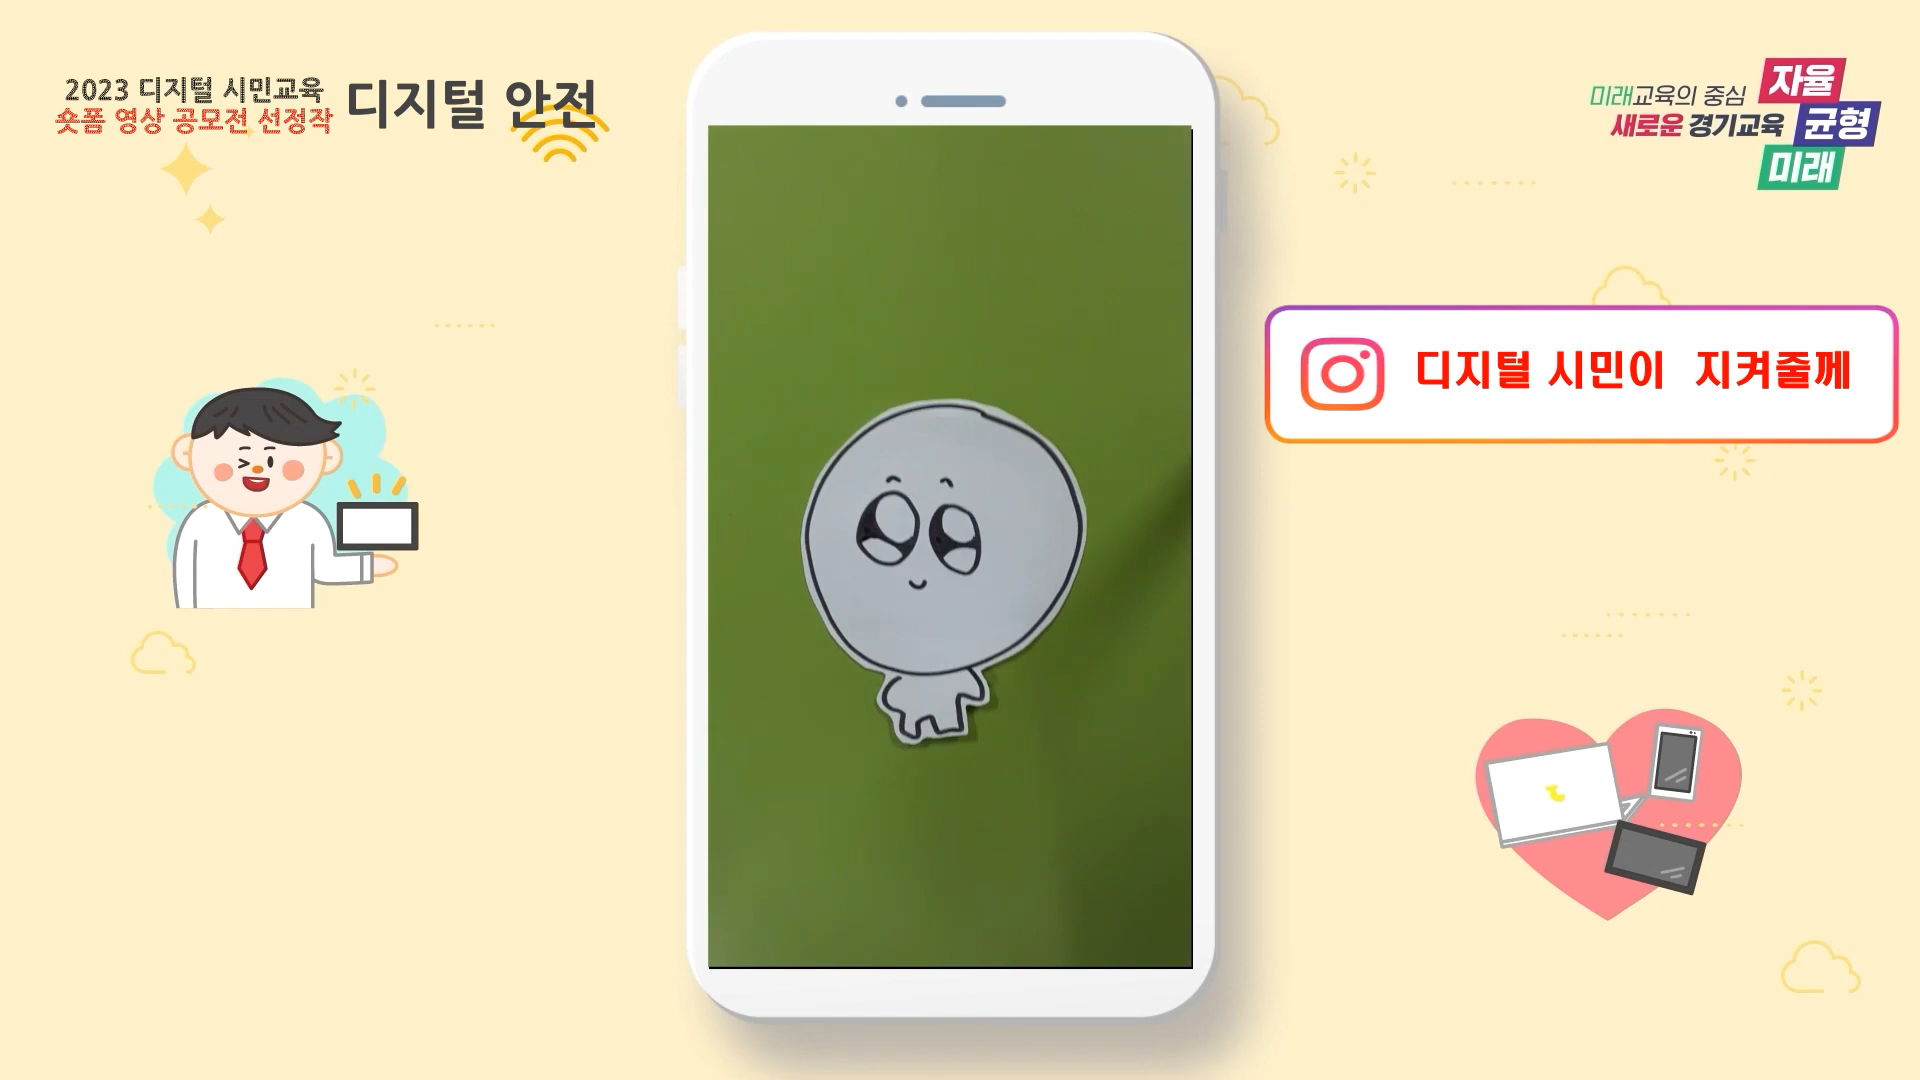 2023 디지털 시민교육
숏폼 영상 공모전 선정작
디지털 안전
미래교육의 중심
새로운 경기교육
자율
균형
미래
디지털 시민이 지켜줄께